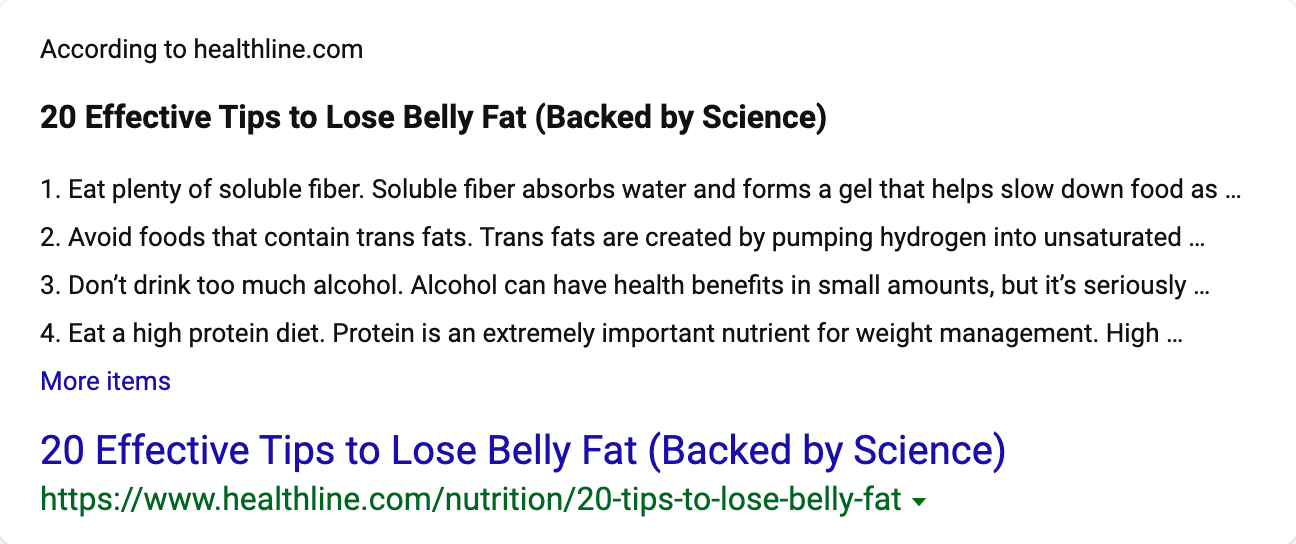 According to healthline.com
20 Effective Tips to Lose Belly Fat (Backed by Science)
1. Eat plenty of soluble fiber. Soluble fiber absorbs water and forms a gel that helps slow down food as ...
2. Avoid foods that contain trans fats. Trans fats are created by pumping hydrogen into unsaturated ...
3. Don’t drink too much alcohol. Alcohol can have health benefits in small amounts, but it’s seriously ...
4. Eat a high protein diet. Protein is an extremely important nutrient for weight management. High ...
More items
20 Effective Tips to Lose Belly Fat (Backed by Science)
https://www.healthline.com/nutrition/20-tips-to-lose-belly-fat